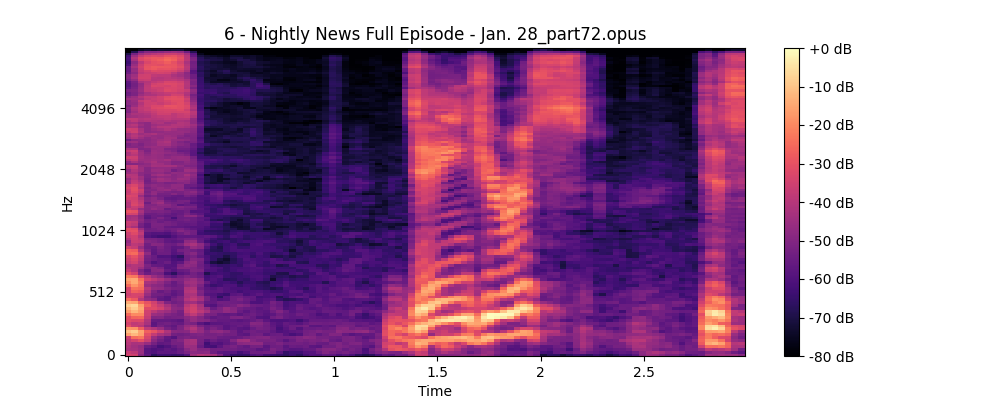 6 - Nightly News Full Episode - Jan. 28_part72.opus
Hz
4096
2048
1024
512
0
0
0.5
1
1.5
2
2.5
Time
+0 dB
-10 dB
-20 dB
-30 dB
-40 dB
-50 dB
-60 dB
-70 dB
-80 dB